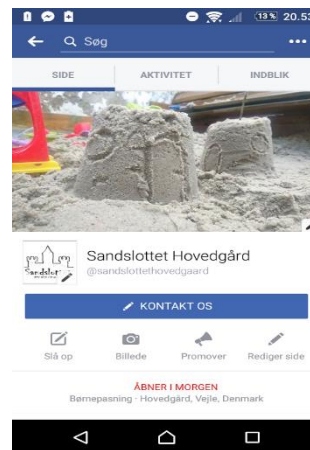 13% 20.53
Søg
SIDE AKTIVITET INDBLIK
Sandslot
Sandslottet Hovedgård
@sandslottethovedgaard
KONTAKT OS
Slå op Billede Promover Rediger side
ÅBNER I MORGEN
Børnepasning · Hovedgård, Vejle, Denmark